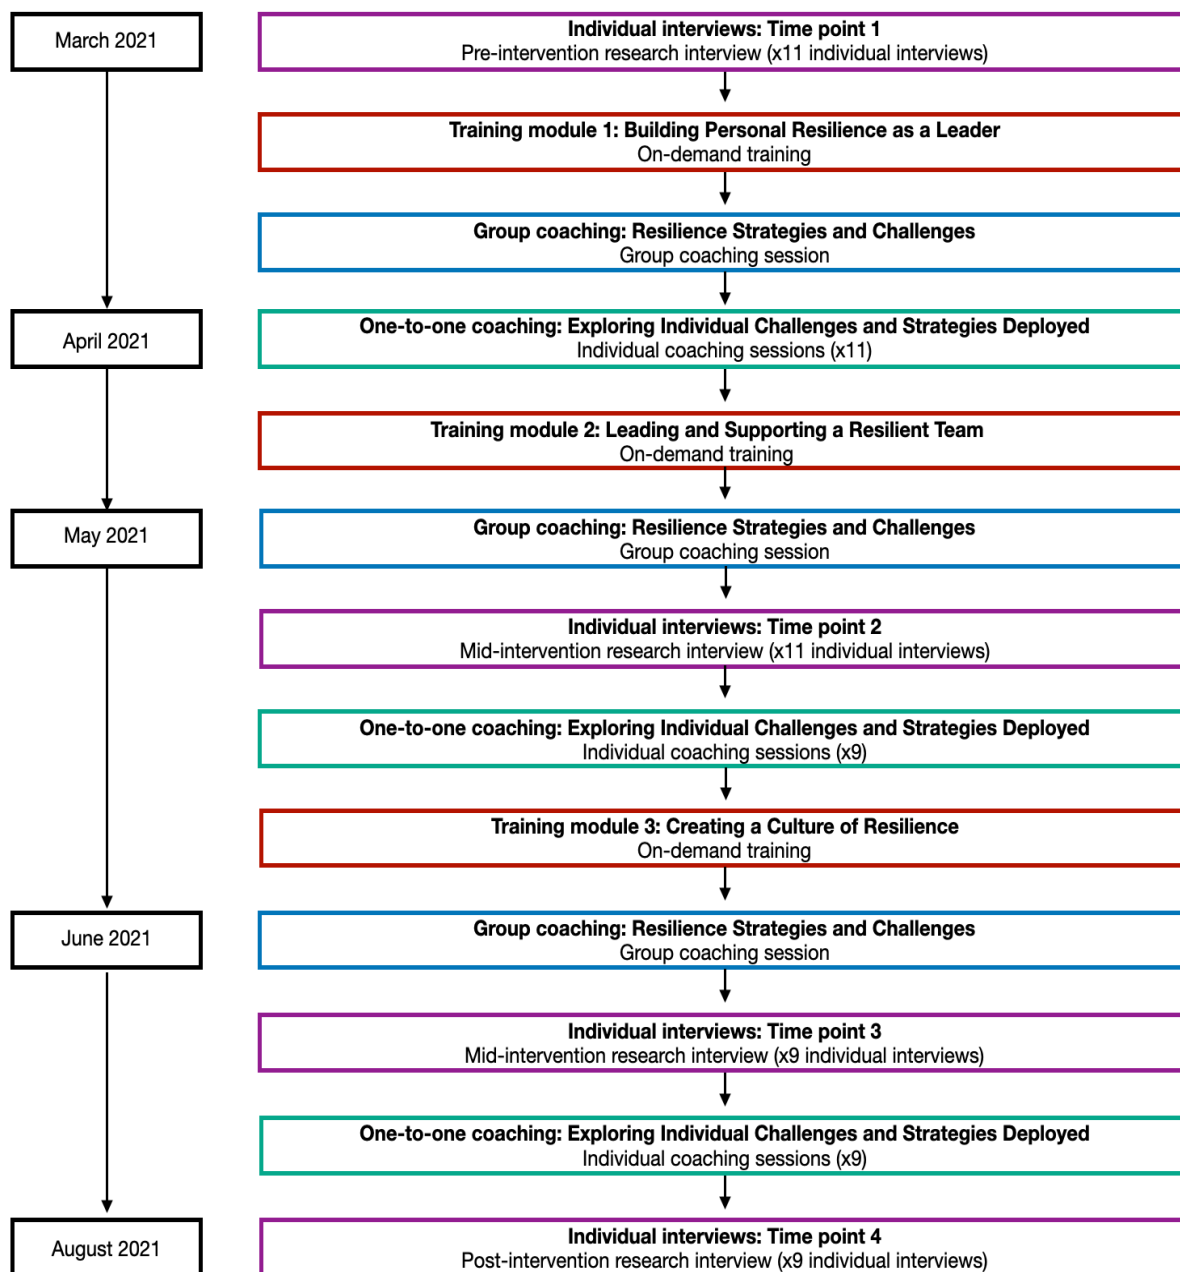 March 2021
Individual interviews: Time point 1
Pre-intervention research interview (x11 individual interviews)
Training module 1: Building Personal Resilience as a Leader
On-demand training
Group coaching: Resilience Strategies and Challenges
Group coaching session
April 2021
One-to-one coaching: Exploring Individual Challenges and Strategies Deployed
Individual coaching sessions (x11)
Training module 2: Leading and Supporting a Resilient Team
On-demand training
May 2021
Group coaching: Resilience Strategies and Challenges
Group coaching session
Individual interviews: Time point 2
Mid-intervention research interview (x11 individual interviews)
One-to-one coaching: Exploring Individual Challenges and Strategies Deployed
Individual coaching sessions (x9)
Training module 3: Creating a Culture of Resilience
On-demand training
June 2021
Group coaching: Resilience Strategies and Challenges
Group coaching session
Individual interviews: Time point 3
Mid-intervention research interview (x9 individual interviews)
One-to-one coaching: Exploring Individual Challenges and Strategies Deployed
Individual coaching sessions (x9)
August 2021
Individual interviews: Time point 4
Post-intervention research interview (x9 individual interviews)